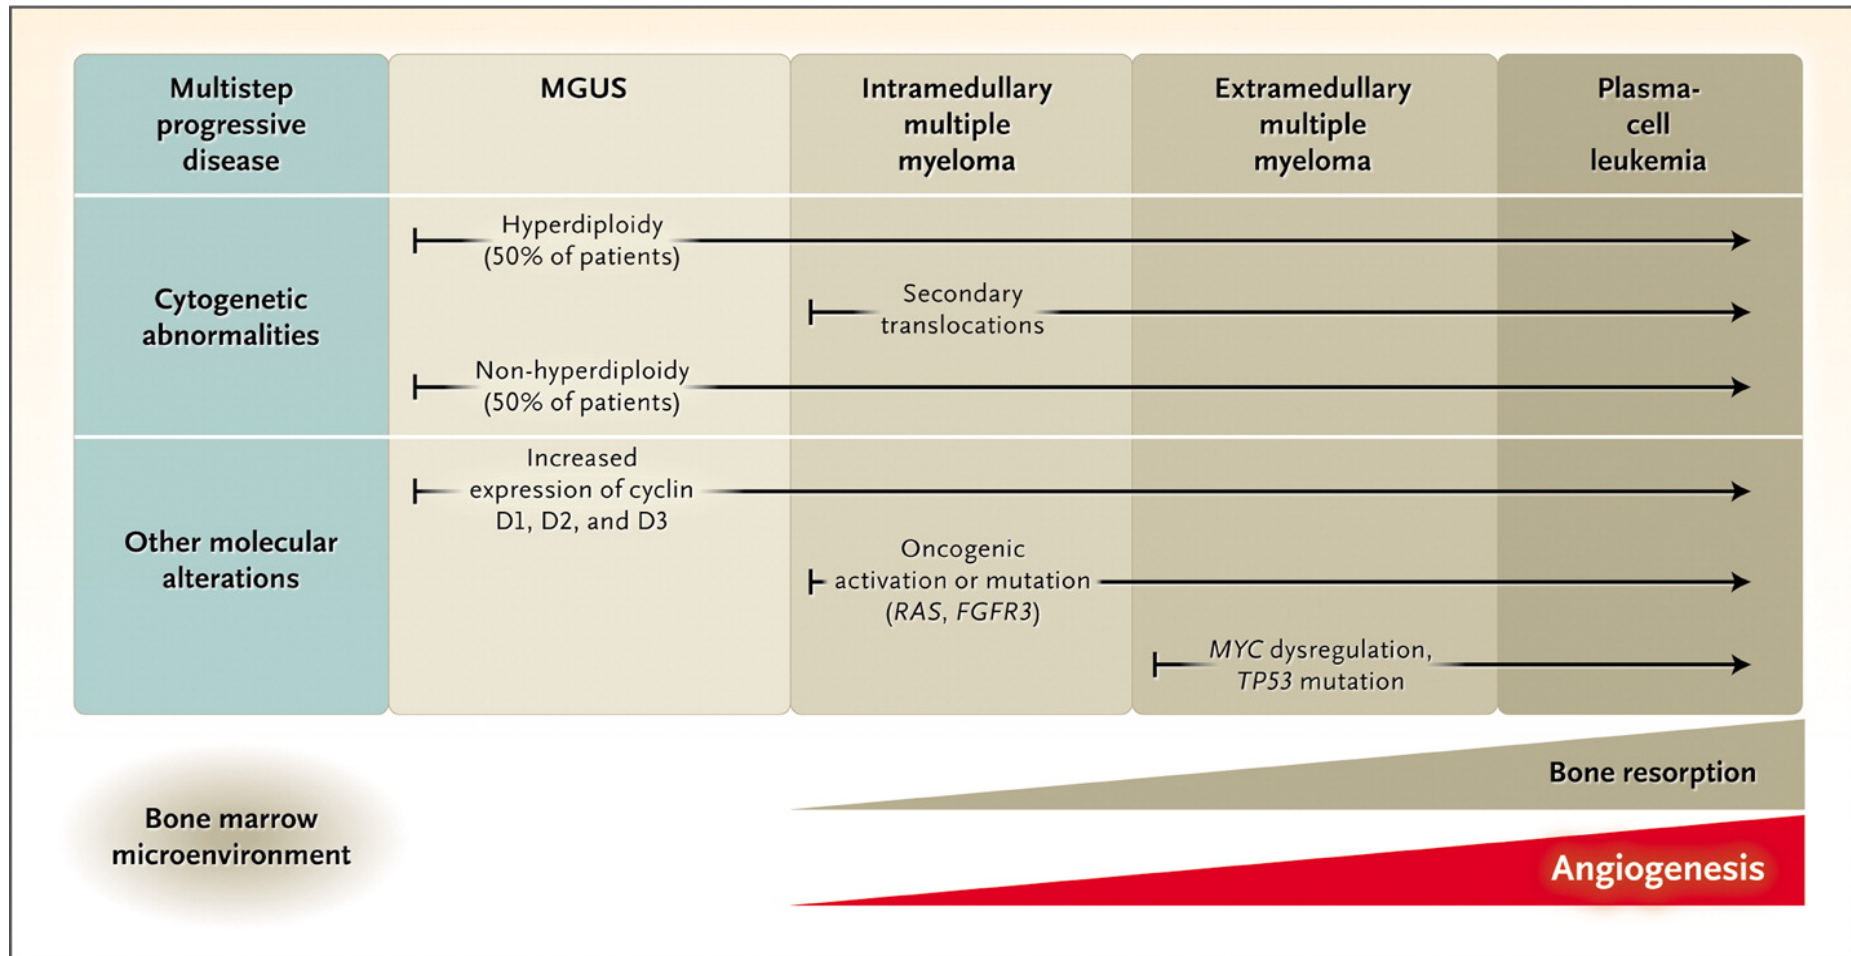 Multistep
progressive
disease
MGUS
Intramedullary
multiple
myeloma
Extramedullary
multiple
myeloma
Plasma-
cell
leukemia
Cytogenetic
abnormalities
Hyperdiploidy
(50% of patients)
Secondary
translocations
Non-hyperdiploidy
(50% of patients)
Other molecular
alterations
Increased
expression of cyclin
D1, D2, and D3
Oncogenic
activation or mutation
(RAS, FGFR3)
MYC dysregulation,
TP53 mutation
Bone marrow
microenvironment
Bone resorption
Angiogenesis